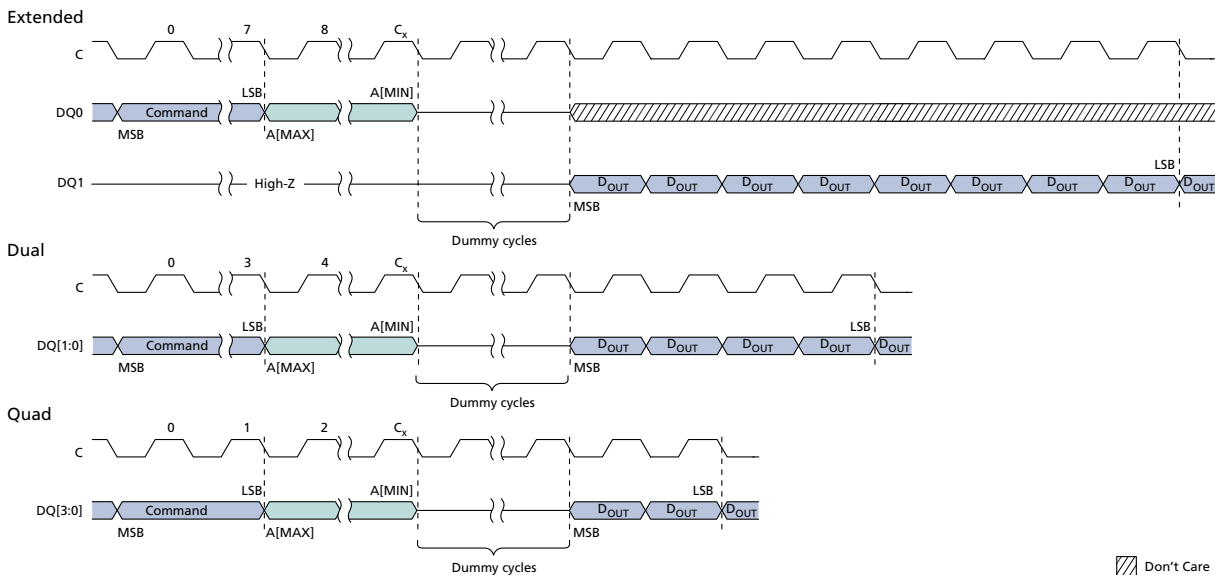 Extended
0 7 8 Cx
C
LSB A[MIN]
DQ0 Command
MSB A[MAX]
LSB
DQ1 High-Z DOUT DOUT DOUT DOUT DOUT DOUT DOUT DOUT DOUT
MSB
Dummy cycles
Dual
0 3 4 Cx
C
LSB A[MIN] LSB
DQ[1:0] Command DOUT DOUT DOUT DOUT DOUT
MSB A[MAX] MSB
Dummy cycles
Quad
0 1 2 Cx
C
LSB A[MIN] LSB
DQ[3:0] Command DOUT DOUT DOUT
MSB A[MAX] MSB
Dummy cycles
Don't Care